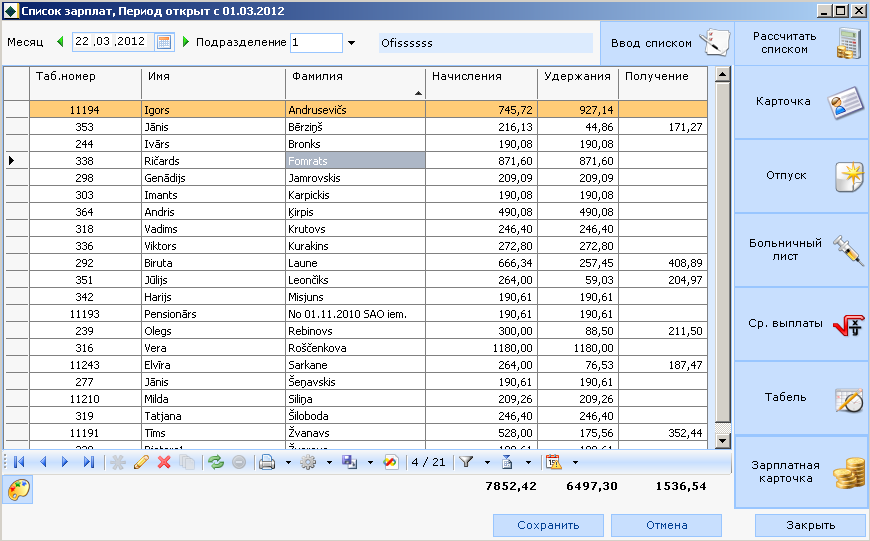 Список зарплат, Период открыт с 01.03.2012
Месяц 22 ,03 ,2012 Подразделение 1 Ofissssss Ввод списком
Рассчитать списком
Таб.номер Имя Фамилия Начисления Удержания Получение
11194 Igors Andrusevičs 745,72 927,14
353 Jānis Bērziņš 216,13 44,86 171,27
244 Ivārs Bronks 190,08 190,08
338 Ričards Fomrats 871,60 871,60
298 Genādijs Jamrovskis 209,09 209,09
303 Imants Karpickis 190,08 190,08
364 Andris Ķirpis 490,08 490,08
318 Vadims Krutovs 246,40 246,40
336 Viktors Kurakins 272,80 272,80
292 Biruta Laune 666,34 257,45 408,89
351 Jūlijs Leončiks 264,00 59,03 204,97
342 Harijs Misjuns 190,61 190,61
11193 Pensionārs No 01.11.2010 SAO iem. 190,61 190,61
239 Olegs Rebinovs 300,00 88,50 211,50
316 Vera Roščenkova 1180,00 1180,00
11243 Elvīra Sarkane 264,00 76,53 187,47
277 Jānis Šeņavskis 190,61 190,61
11210 Milda Siliņa 209,26 209,26
319 Tatjana Šiloboda 246,40 246,40
11191 Tīms Žvanavs 528,00 175,56 352,44
4 / 21
7852,42 6497,30 1536,54
Карточка
Отпуск
Больничный
лист
Ср. выплаты
Табель
Зарплатная
карточка
Сохранить Отмена Закрыть